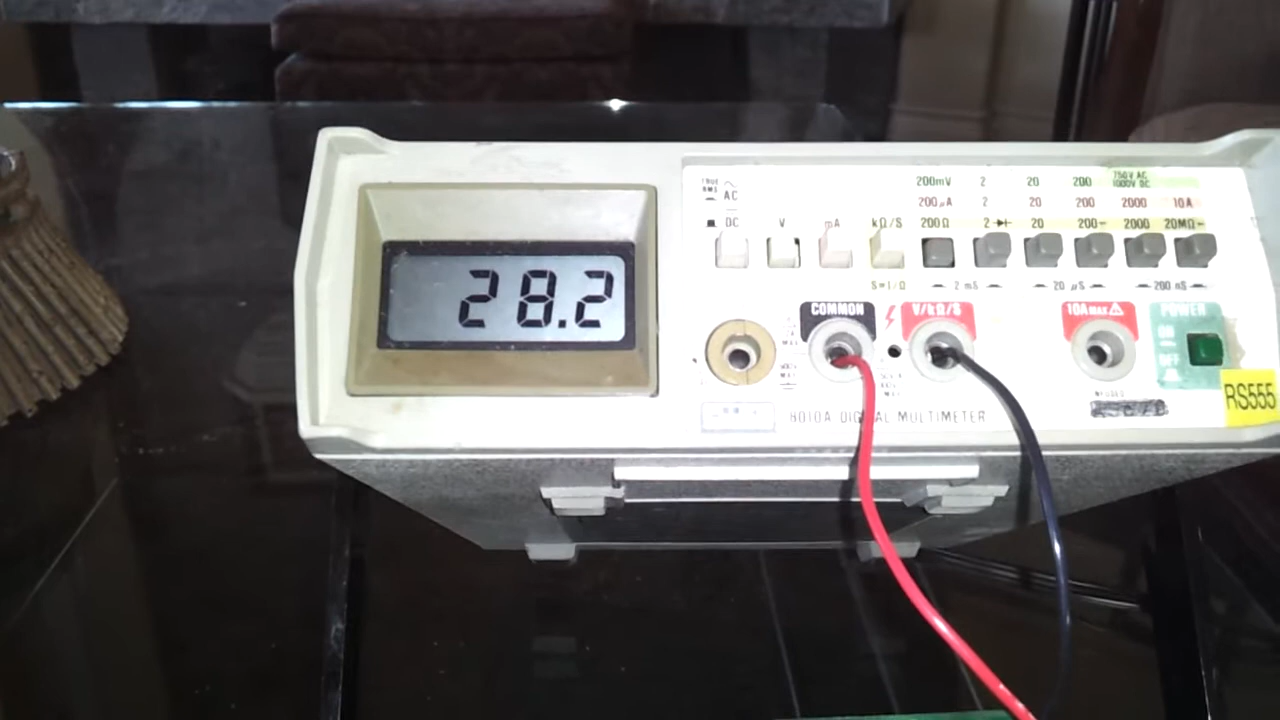 28.2
TRUE RMS AC
DC
V
mA
kΩ/S
200mV 2 20 200 750V AC 1000V DC
200μA 2 20 200 2000 10A
200Ω 2 20 200 2000 20MΩ
S=1/Ω
2 mS
20 μS
200 nS
COMMON
V/kΩ/S
10A MAX
POWER
ON
OFF
8010A DIGITAL MULTIMETER
RS555